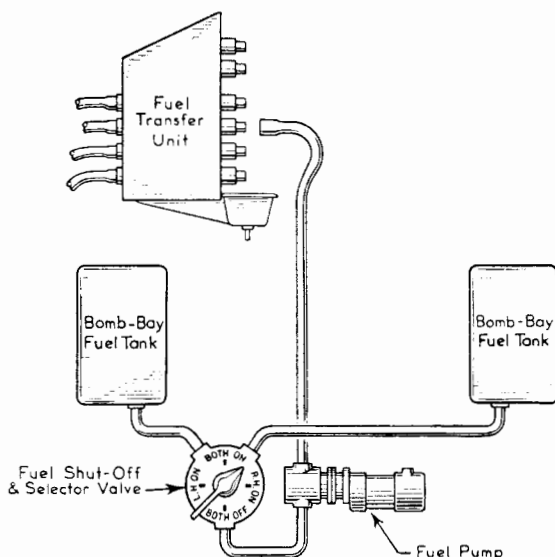 Fuel
Transfer
Unit
Bomb-Bay
Fuel Tank
Bomb-Bay
Fuel Tank
Fuel Shut-Off
& Selector Valve
BOTH ON
L.H ON
R.H ON
BOTH OFF
Fuel Pump